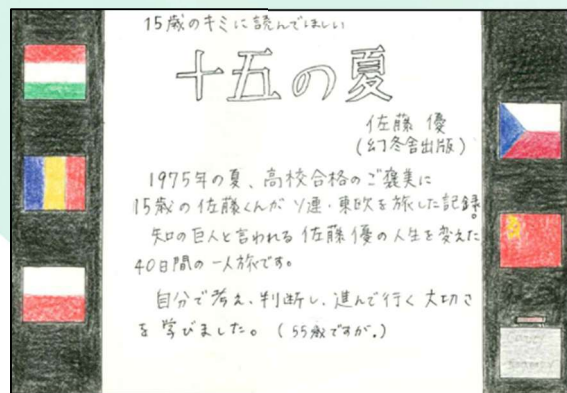 15歳のキミに読んでほしい
十五の夏
佐藤 優
(幻冬舎出版)
1975年の夏、高校合格のご褒美に
15歳の佐藤くんがソ連・東欧を旅した記録。
知の巨人と言われる佐藤優の人生を変えた
40日間の一人旅です。
自分で考え、判断し、進んで行く大切さ
を学びました。(55歳ですが。)